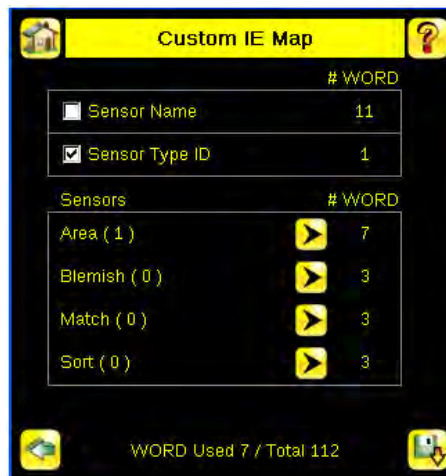 Custom IE Map
?
# WORD
Sensor Name 11
Sensor Type ID 1
Sensors # WORD
Area ( 1 ) 7
Blemish ( 0 ) 3
Match ( 0 ) 3
Sort ( 0 ) 3
WORD Used 7 / Total 112